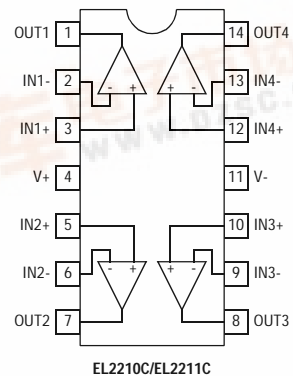 OUT1 1 14 OUT4
IN1- 2 - + + - 13 IN4-
IN1+ 3 12 IN4+
V+ 4 11 V-
IN2+ 5 10 IN3+
IN2- 6 - + + - 9 IN3-
OUT2 7 8 OUT3
EL2210C/EL2211C